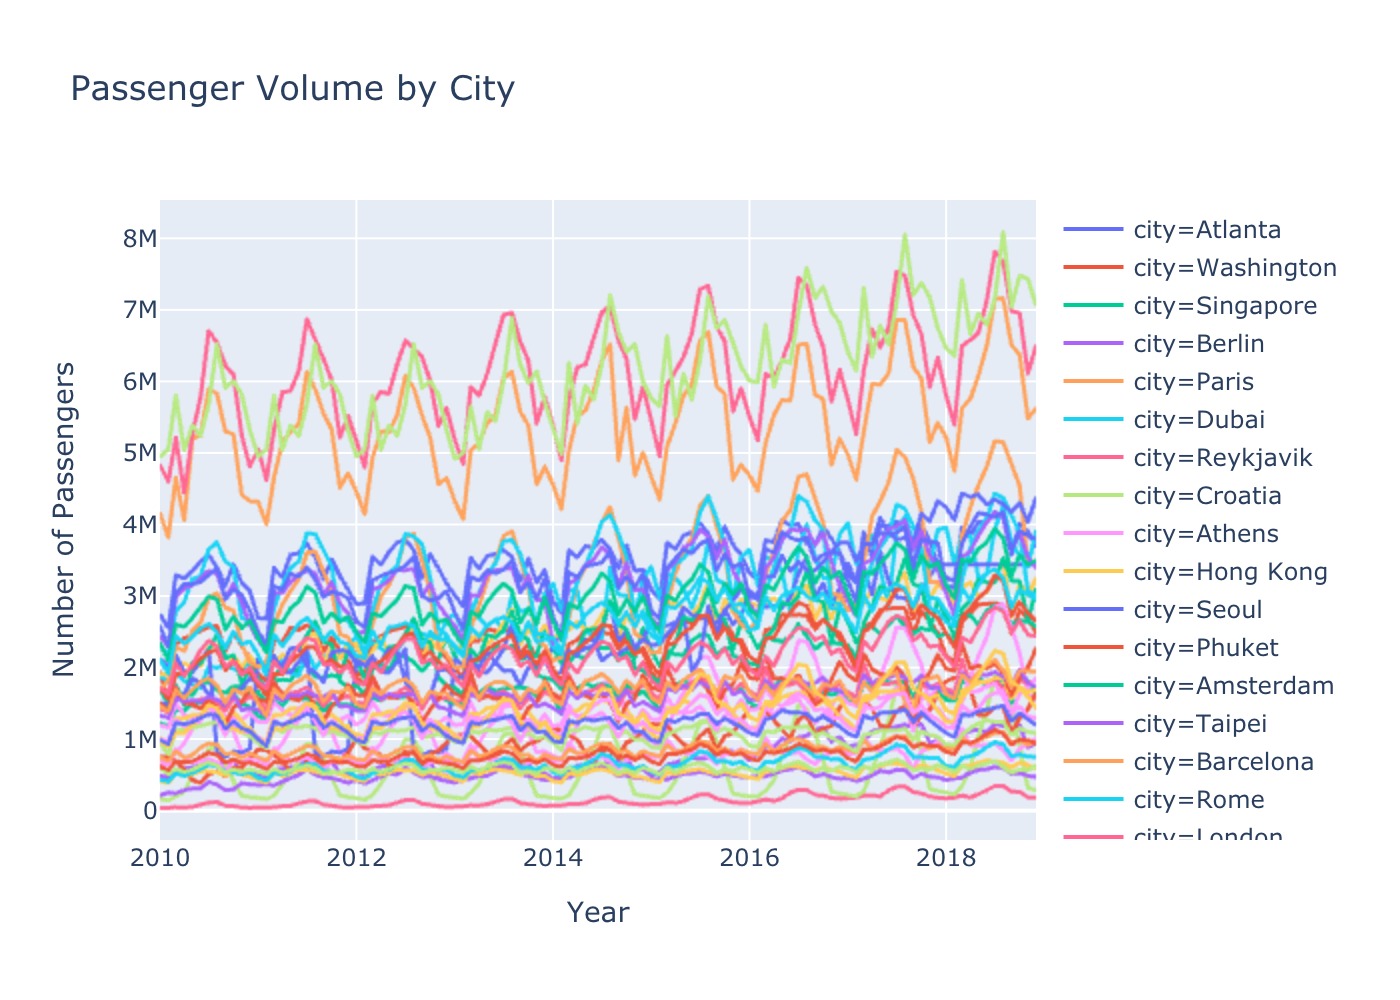 Passenger Volume by City
8M
7M
6M
5M
4M
3M
2M
1M
0
Number of Passengers
2010
2012
2014
2016
2018
Year
city=Atlanta
city=Washington
city=Singapore
city=Berlin
city=Paris
city=Dubai
city=Reykjavik
city=Croatia
city=Athens
city=Hong Kong
city=Seoul
city=Phuket
city=Amsterdam
city=Taipei
city=Barcelona
city=Rome
city=London